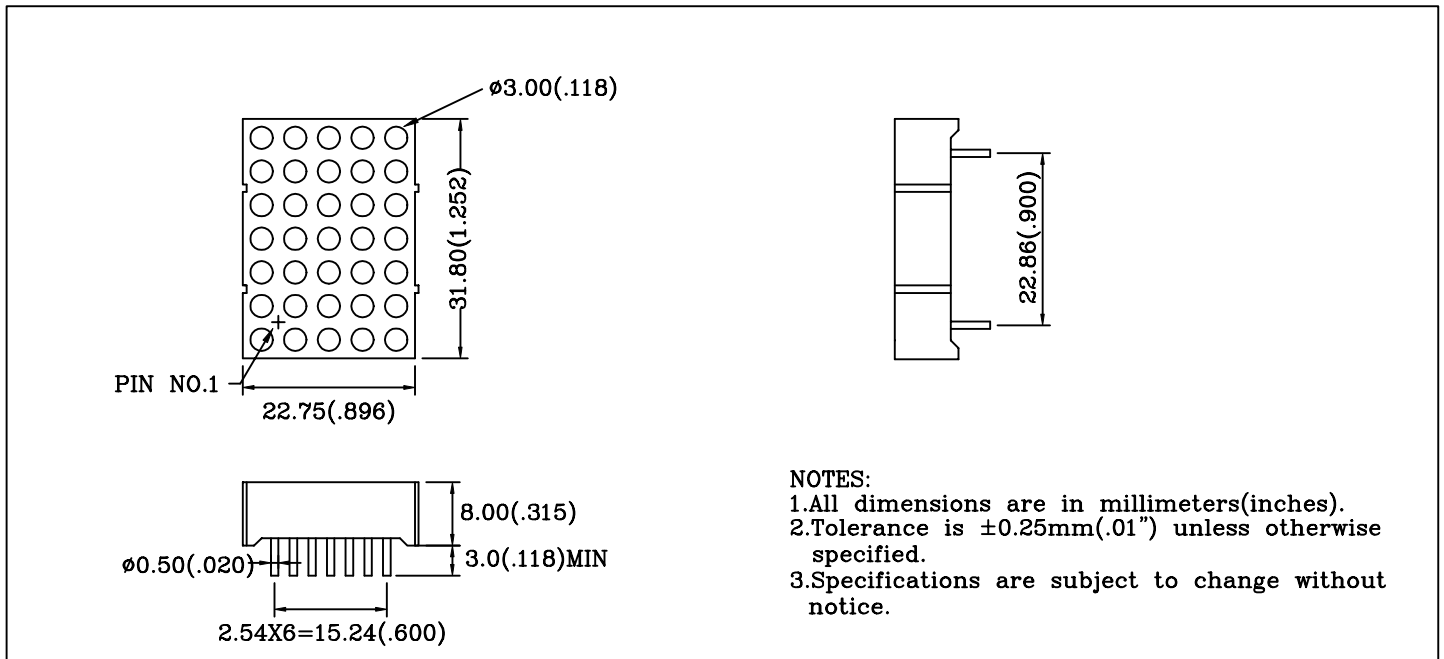 ø3.00(.118)
31.80(1.252)
PIN NO.1
22.75(.896)
22.86(.900)
8.00(.315)
ø0.50(.020)
3.0(.118)MIN
2.54X6=15.24(.600)
NOTES:
1.All dimensions are in millimeters(inches).
2.Tolerance is ±0.25mm(.01") unless otherwise
specified.
3.Specifications are subject to change without
notice.